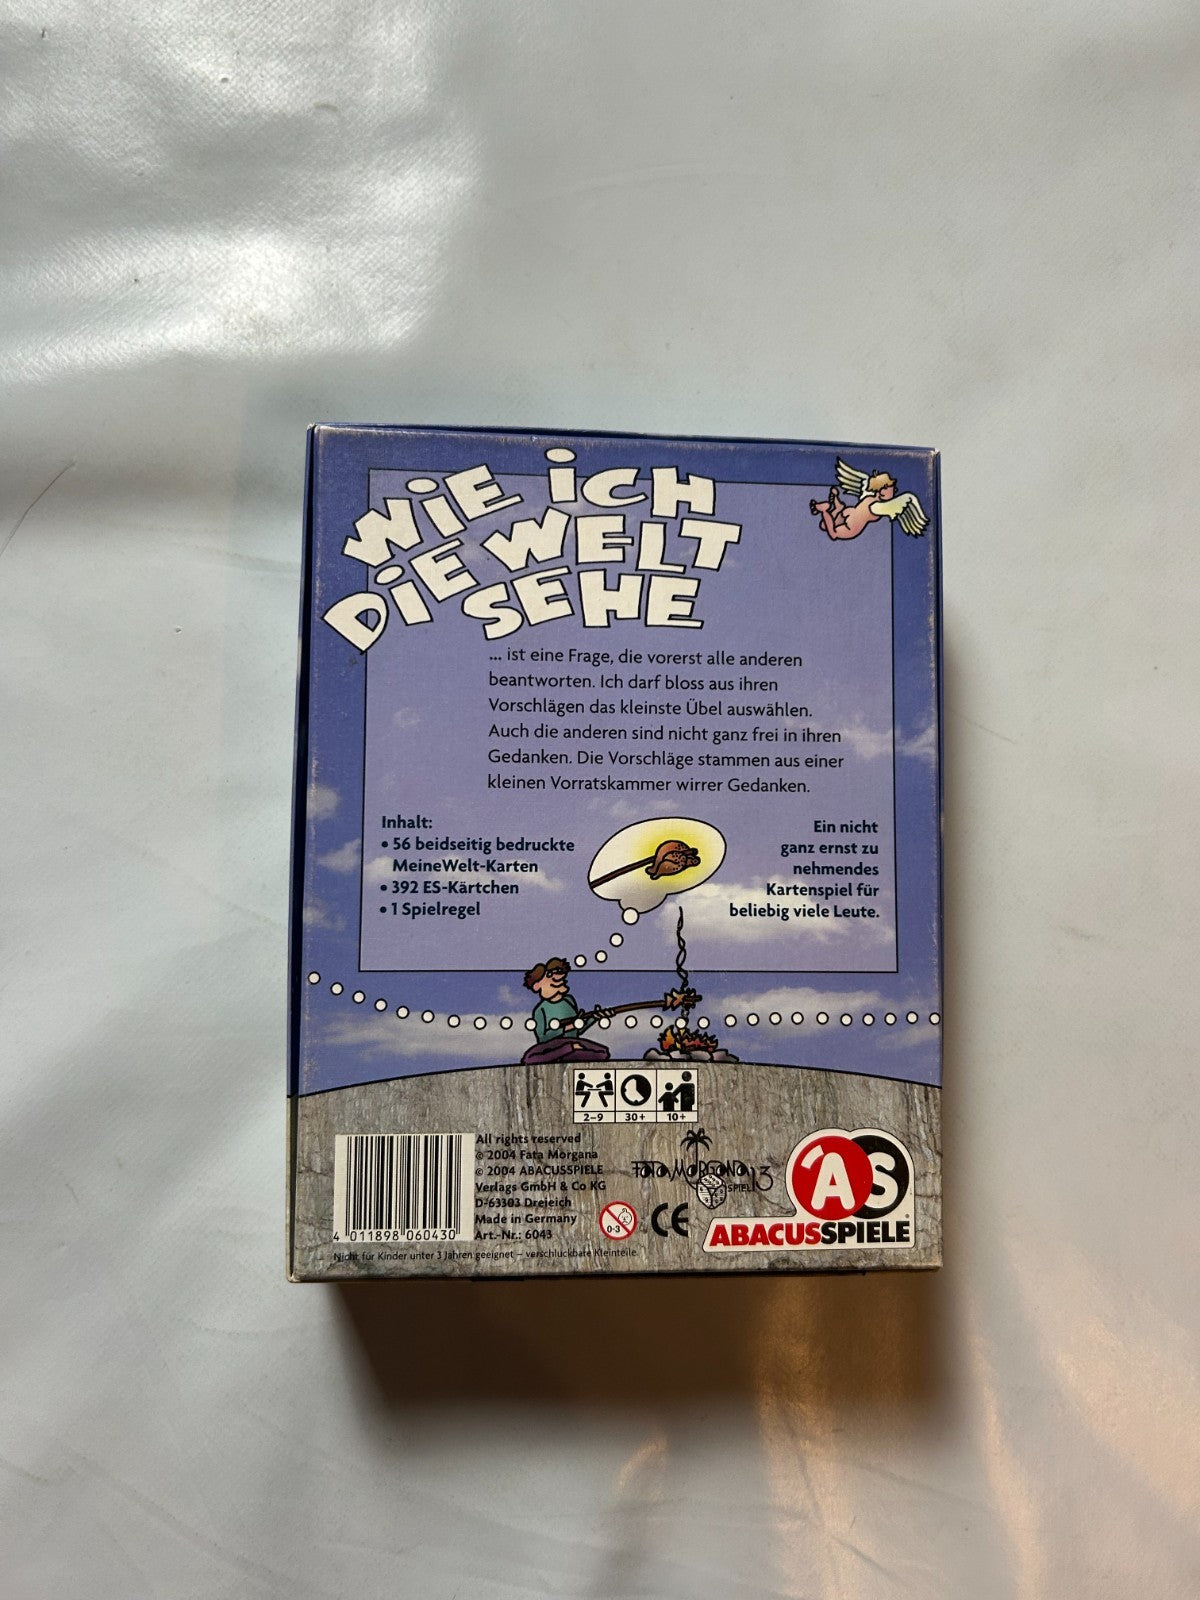 WiE iCH
DiE WELT
SEHE
... ist eine Frage, die vorerst alle anderen
beantworten. Ich darf bloss aus ihren
Vorschlägen das kleinste Übel auswählen.
Auch die anderen sind nicht ganz frei in ihren
Gedanken. Die Vorschläge stammen aus einer
kleinen Vorratskammer wirrer Gedanken.
Inhalt:
• 56 beidseitig bedruckte
MeineWelt-Karten
• 392 ES-Kärtchen
• 1 Spielregel
Ein nicht
ganz ernst zu
nehmendes
Kartenspiel für
beliebig viele Leute.
2–9 30+ 10+
All rights reserved
© 2004 Fata Morgana
© 2004 ABACUSSPIELE
Verlags GmbH & Co KG
D-63303 Dreieich
Made in Germany
Art.-Nr.: 6043
4 011898 060430
Nicht für Kinder unter 3 Jahren geeignet – verschluckbare Kleinteile.
0-3
CE
FATA MORGANA
SPIEL 13
AS
ABACUSSPIELE